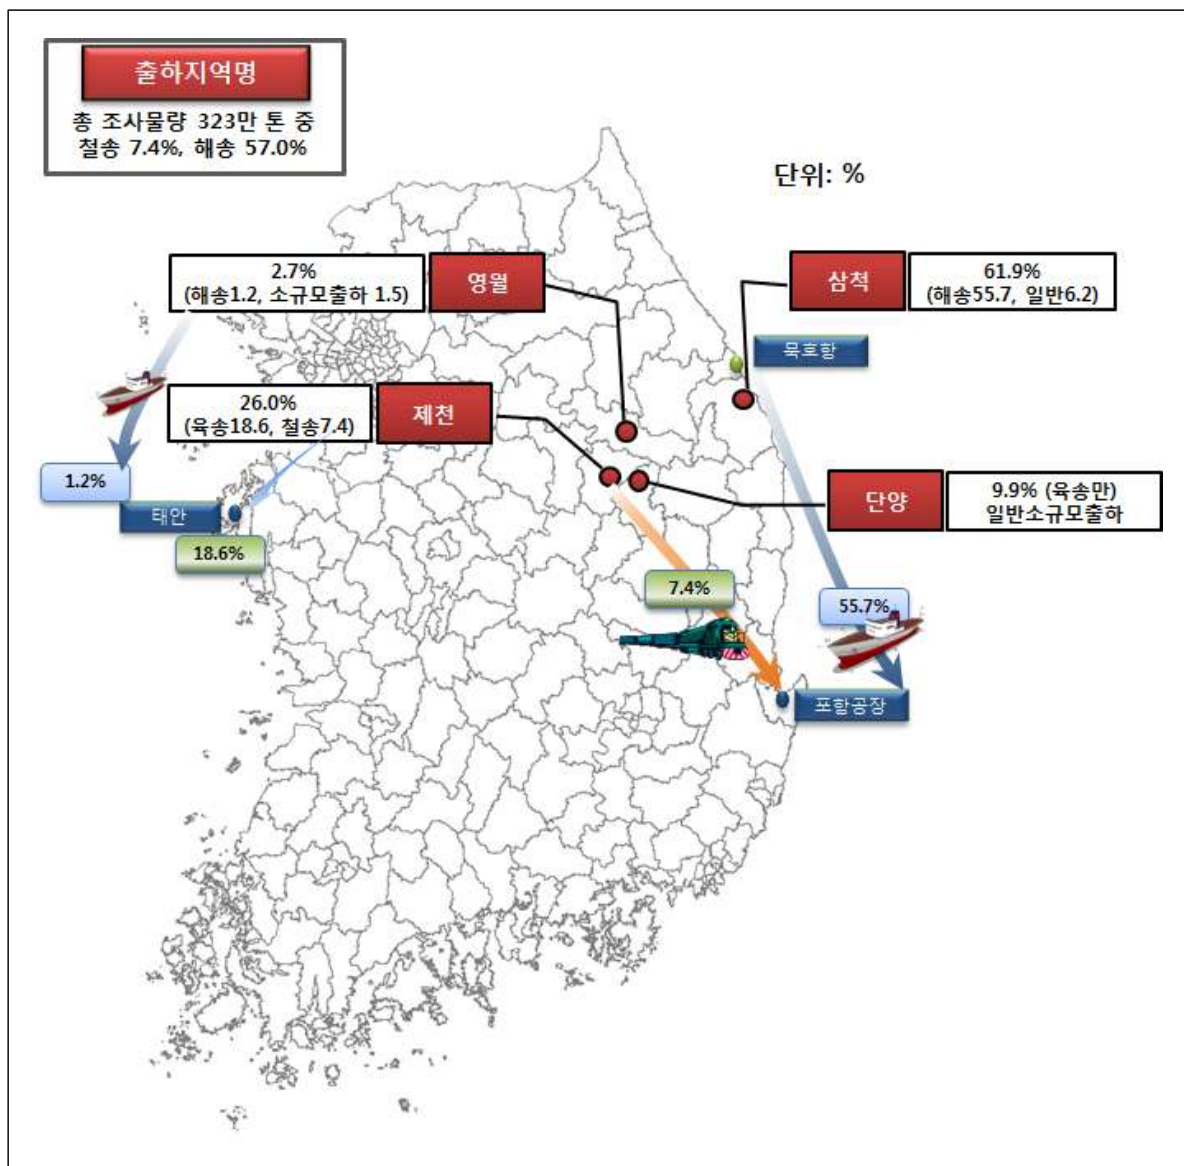 출하지역명
총 조사물량 323만 톤 중
철송 7.4%, 해송 57.0%
단위: %
2.7%
(해송1.2, 소규모출하 1.5)
영월
삼척
61.9%
(해송55.7, 일반6.2)
묵호항
26.0%
(육송18.6, 철송7.4)
제천
1.2%
태안
18.6%
단양
9.9% (육송만)
일반소규모출하
7.4%
55.7%
포항공장